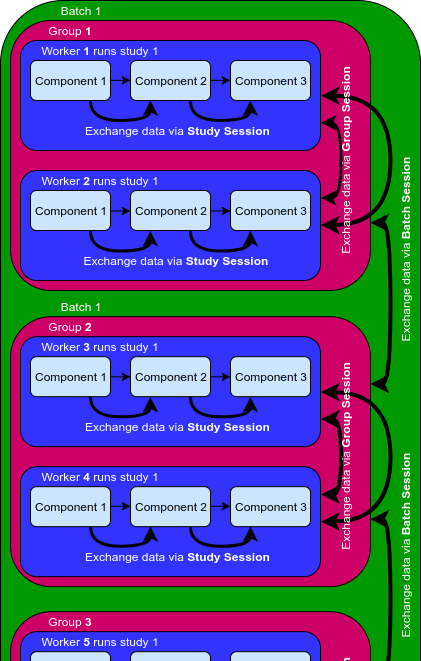 Batch 1
Group 1
Worker 1 runs study 1
Component 1
Component 2
Component 3
Exchange data via Study Session
Worker 2 runs study 1
Component 1
Component 2
Component 3
Exchange data via Study Session
Exchange data via Group Session
Exchange data via Batch Session
Batch 1
Group 2
Worker 3 runs study 1
Component 1
Component 2
Component 3
Exchange data via Study Session
Worker 4 runs study 1
Component 1
Component 2
Component 3
Exchange data via Study Session
Exchange data via Group Session
Exchange data via Batch Session
Group 3
Worker 5 runs study 1